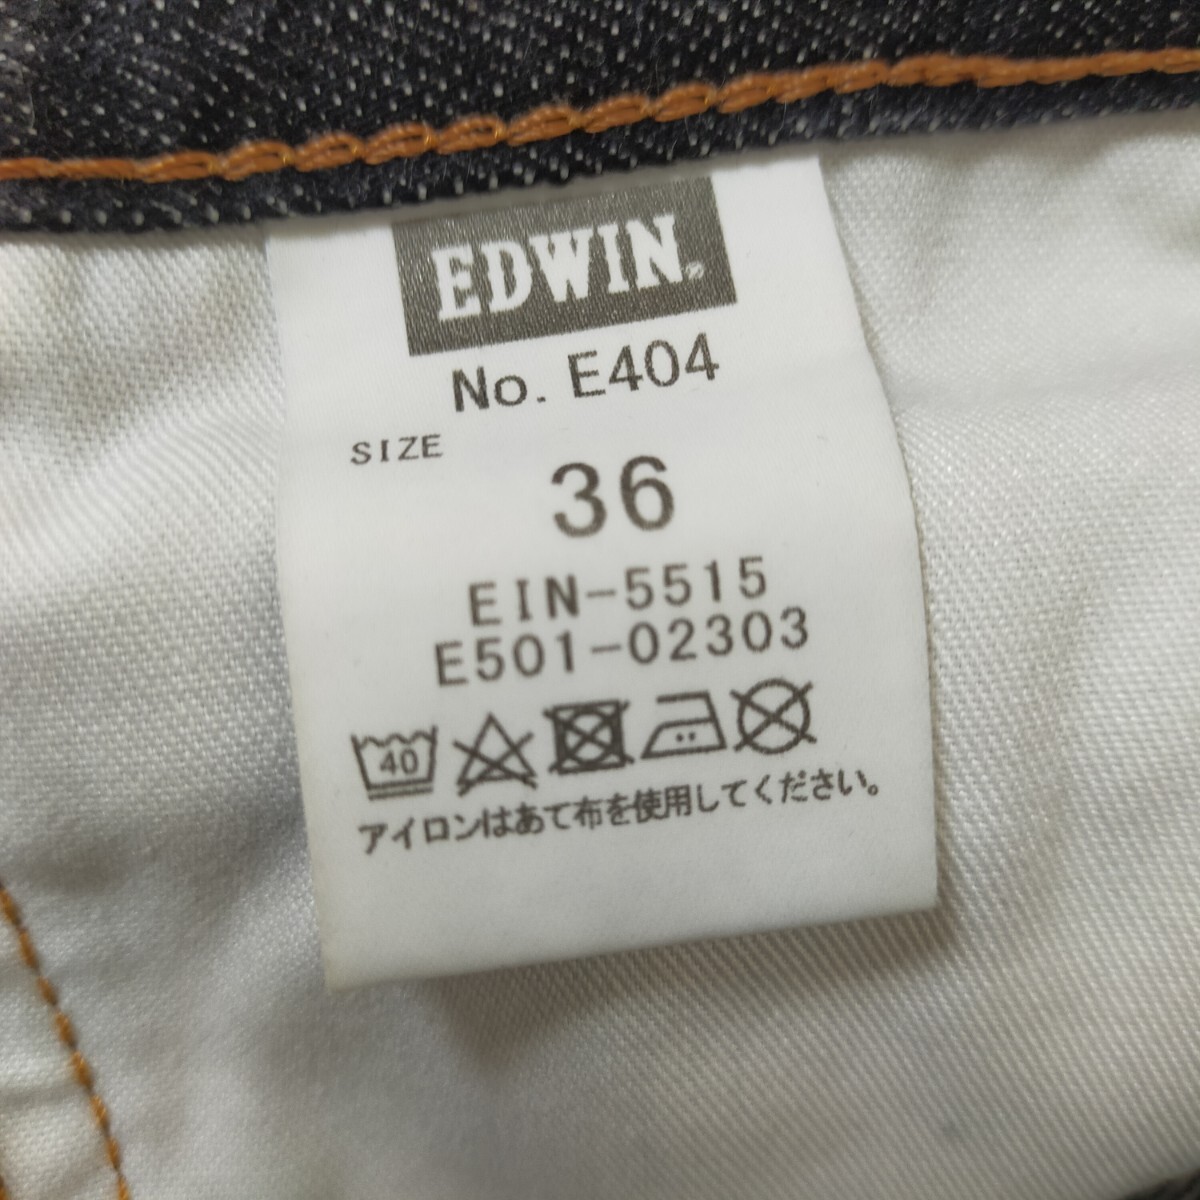 EDWIN®
No. E404
SIZE
36
EIN-5515
E501-02303
40
アイロンはあて布を使用してください。